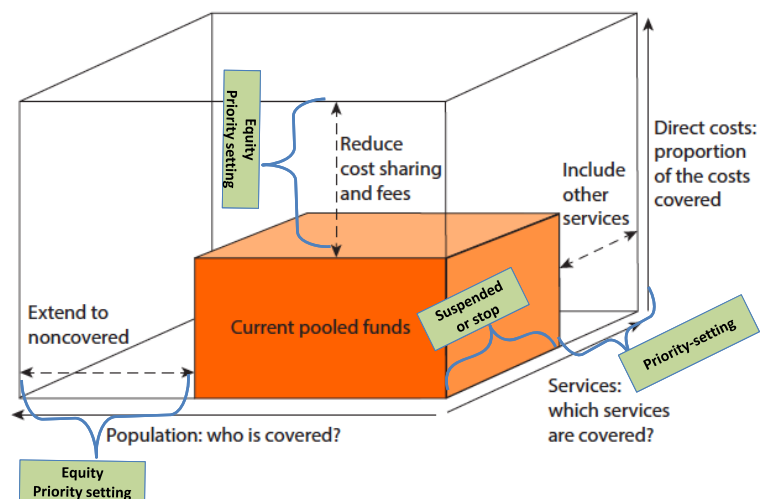 Equity
Priority setting
Reduce
cost sharing
and fees
Direct costs:
proportion
of the costs
covered
Include
other
services
Extend to
noncovered
Current pooled funds
Suspended
or stop
Priority-setting
Services:
which services
are covered?
Population: who is covered?
Equity
Priority setting